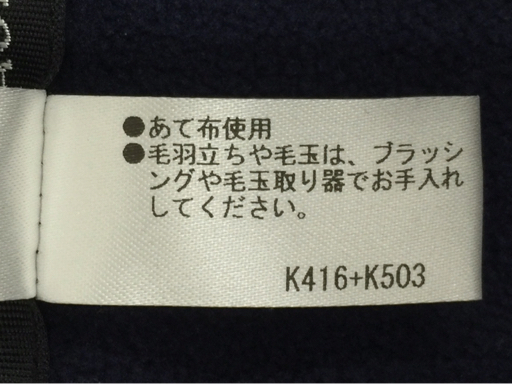 ●あて布使用
●毛羽立ちや毛玉は、ブラッシ
ングや毛玉取り器でお手入れ
してください。
K416+K503